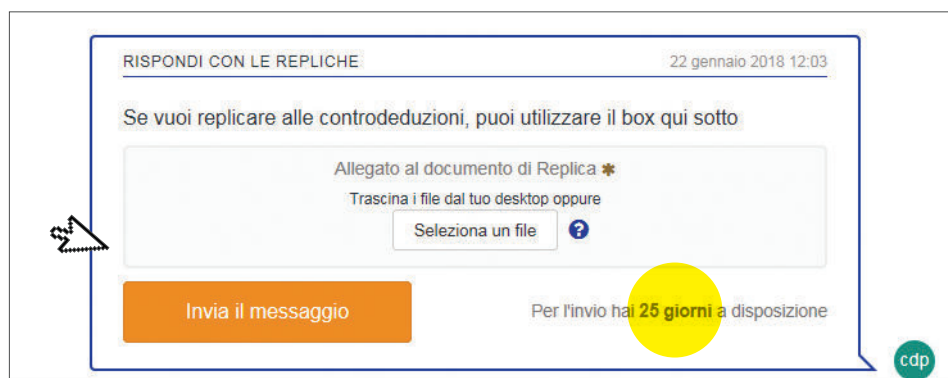 RISPONDI CON LE REPLICHE 22 gennaio 2018 12:03
Se vuoi replicare alle controdeduzioni, puoi utilizzare il box qui sotto
Allegato al documento di Replica ✱
Trascina i file dal tuo desktop oppure
Seleziona un file ?
Invia il messaggio Per l'invio hai 25 giorni a disposizione
cdp